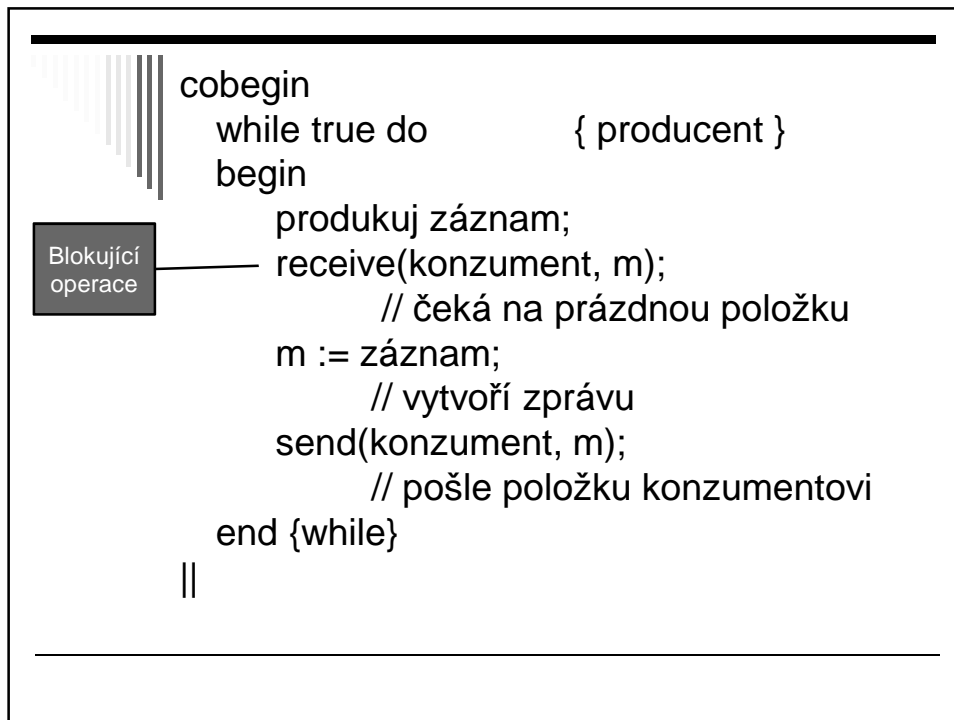 cobegin
while true do { producent }
begin
produkuj záznam;
Blokující
operace
receive(konzument, m);
// čeká na prázdnou položku
m := záznam;
// vytvoří zprávu
send(konzument, m);
// pošle položku konzumentovi
end {while}
||